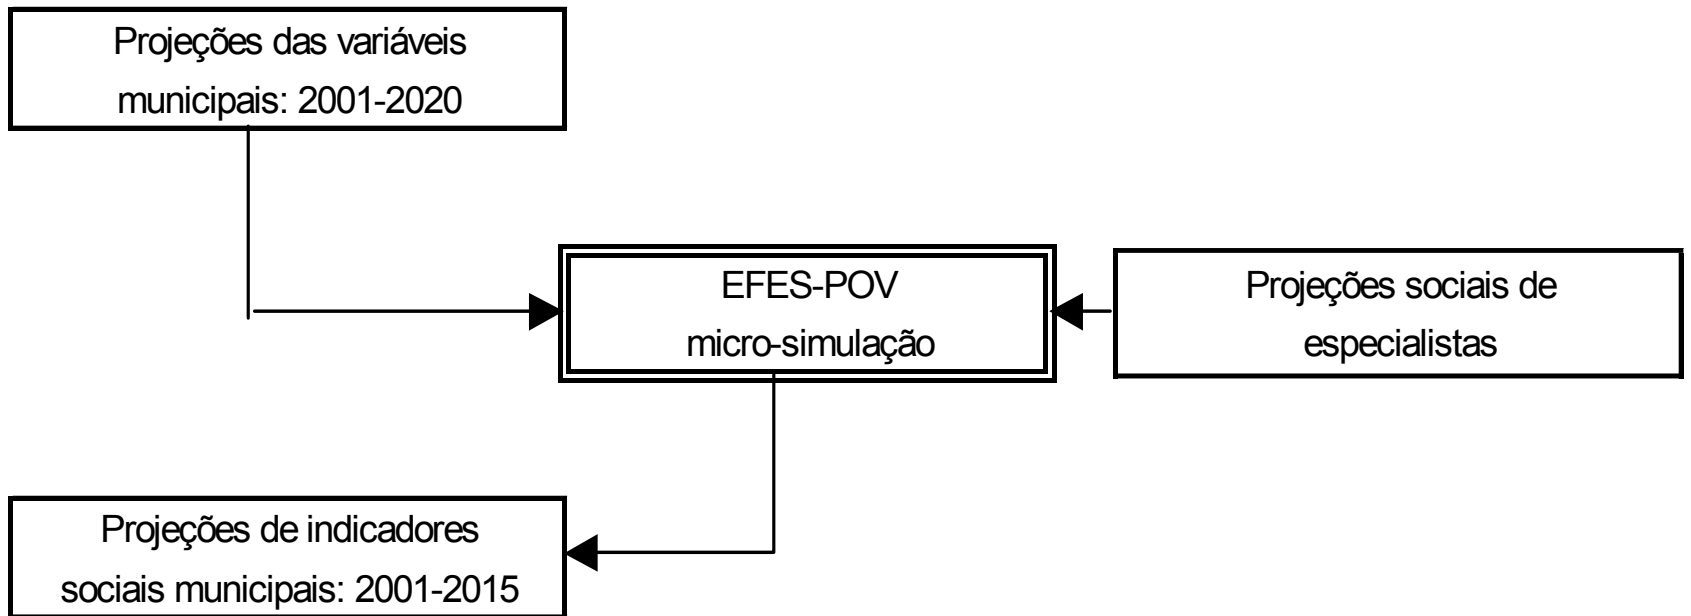 Projeções das variáveis
municipais: 2001-2020
EFES-POV
micro-simulação
Projeções sociais de
especialistas
Projeções de indicadores
sociais municipais: 2001-2015